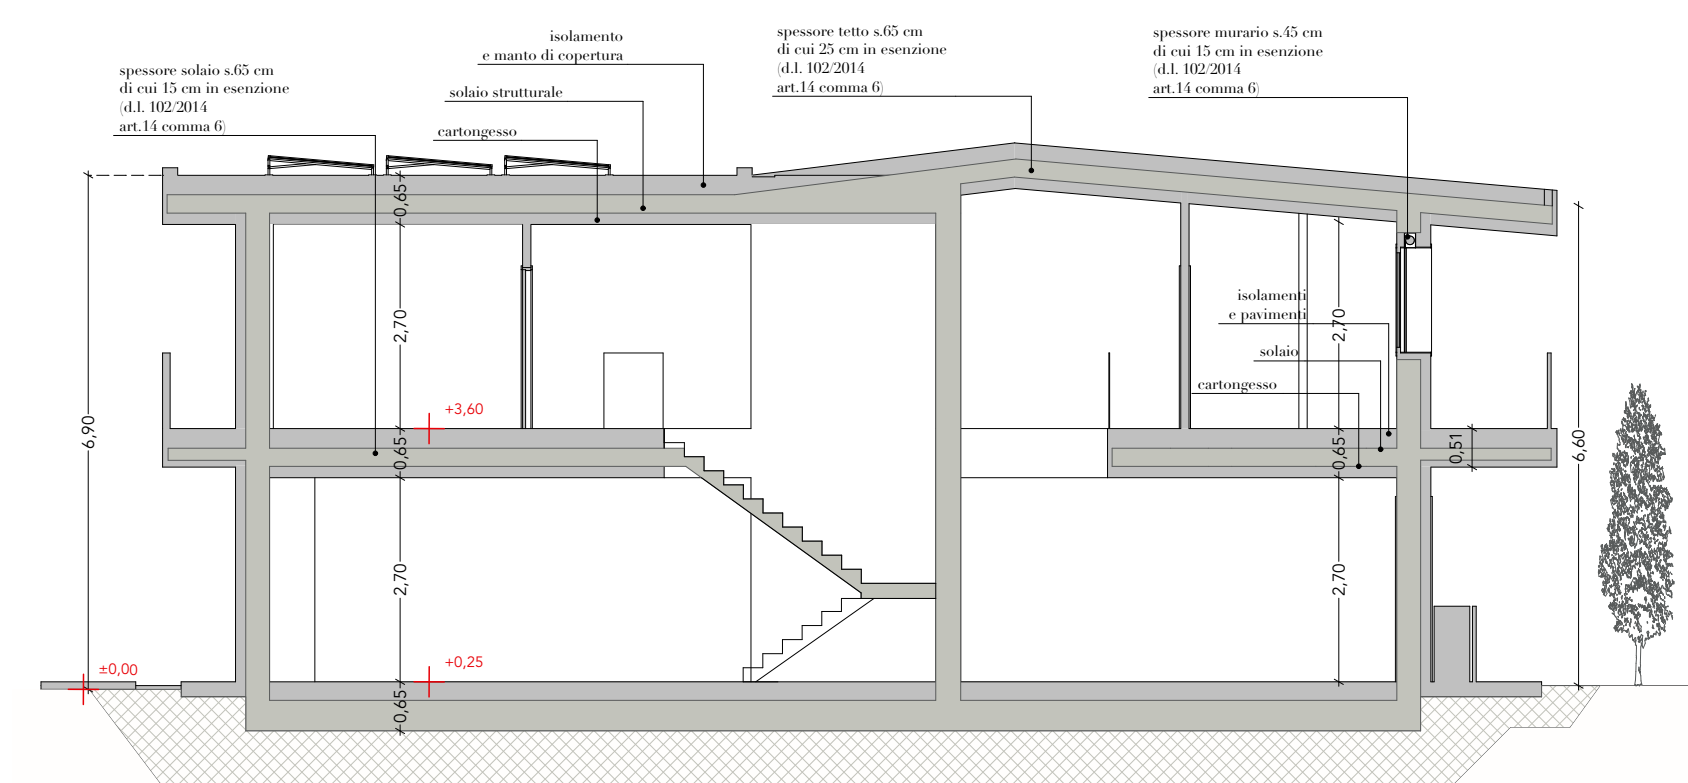 spessore solaio s.65 cm
di cui 15 cm in esenzione
(d.l. 102/2014
art.14 comma 6)
isolamento
e manto di copertura
solaio strutturale
cartongesso
spessore tetto s.65 cm
di cui 25 cm in esenzione
(d.l. 102/2014
art.14 comma 6)
spessore murario s.45 cm
di cui 15 cm in esenzione
(d.l. 102/2014
art.14 comma 6)
0,65
2,70
2,70
isolamenti
e pavimenti
solaio
cartongesso
+3,60
6,90
0,65
0,65
0,51
6,60
2,70
2,70
±0,00
+0,25
0,65